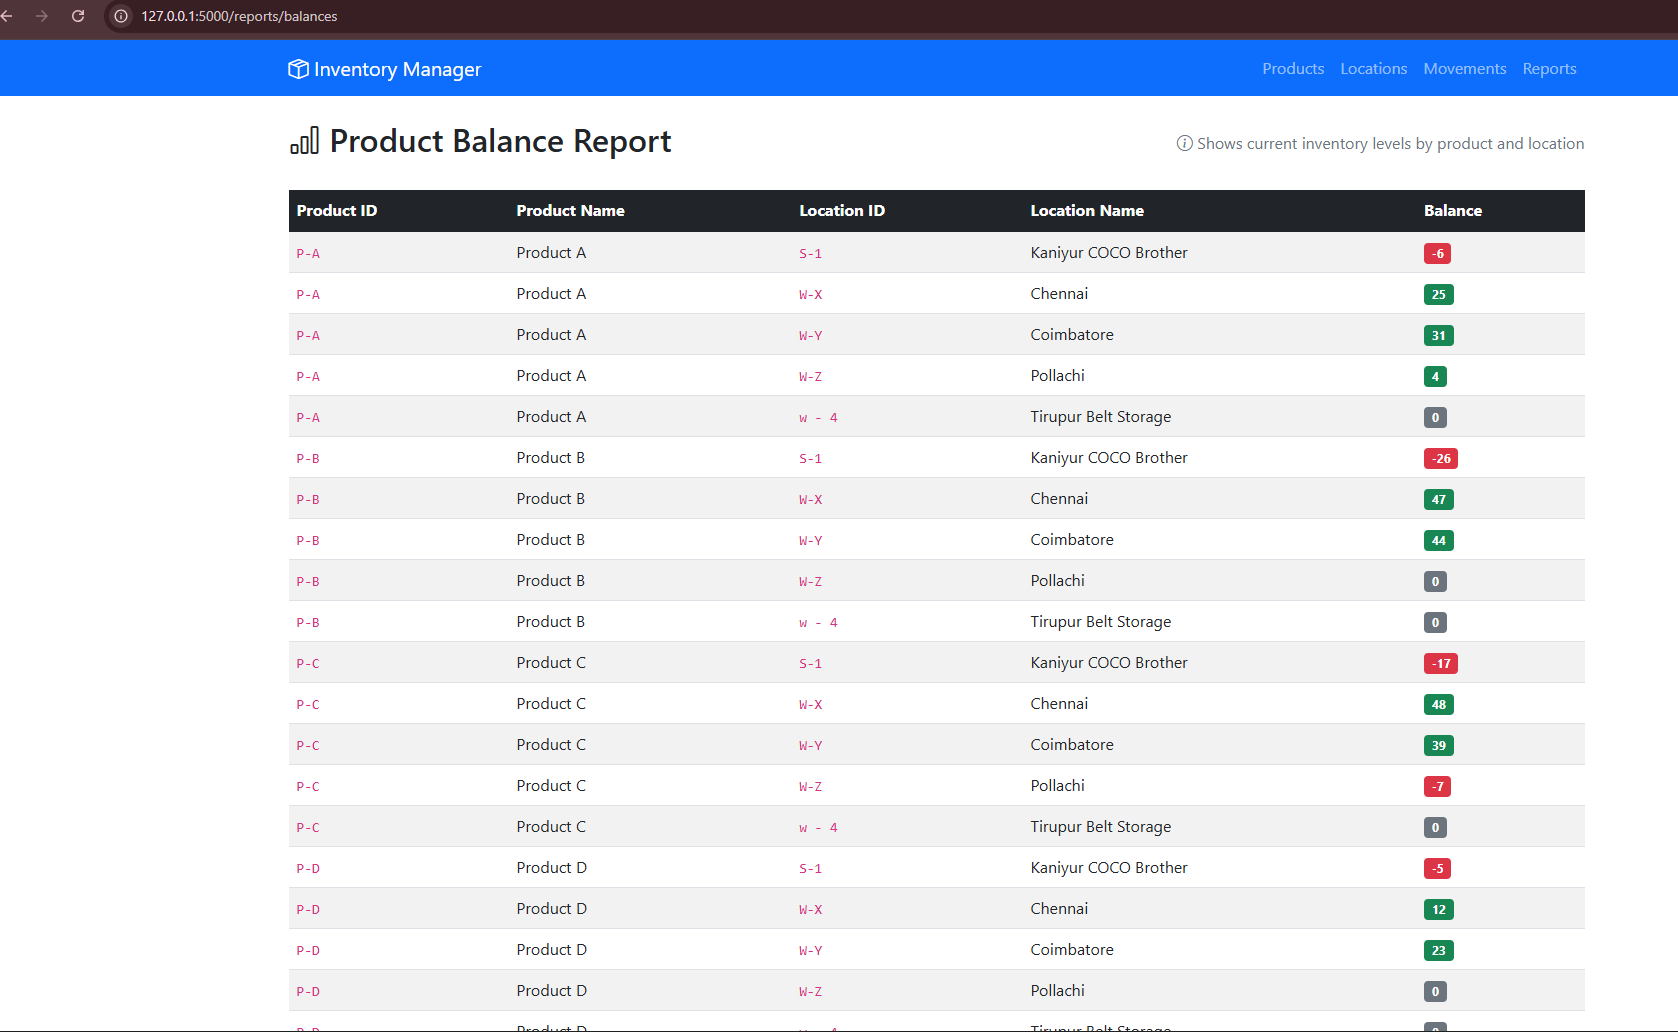 127.0.0.1:5000/reports/balances
Inventory Manager Products Locations Movements Reports
Product Balance Report
Shows current inventory levels by product and location
Product ID Product Name Location ID Location Name Balance
P-A Product A S-1 Kaniyur COCO Brother -6
P-A Product A W-X Chennai 25
P-A Product A W-Y Coimbatore 31
P-A Product A W-Z Pollachi 4
P-A Product A w - 4 Tirupur Belt Storage 0
P-B Product B S-1 Kaniyur COCO Brother -26
P-B Product B W-X Chennai 47
P-B Product B W-Y Coimbatore 44
P-B Product B W-Z Pollachi 0
P-B Product B w - 4 Tirupur Belt Storage 0
P-C Product C S-1 Kaniyur COCO Brother -17
P-C Product C W-X Chennai 48
P-C Product C W-Y Coimbatore 39
P-C Product C W-Z Pollachi -7
P-C Product C w - 4 Tirupur Belt Storage 0
P-D Product D S-1 Kaniyur COCO Brother -5
P-D Product D W-X Chennai 12
P-D Product D W-Y Coimbatore 23
P-D Product D W-Z Pollachi 0
P-D Product D Tirupur Belt Storage